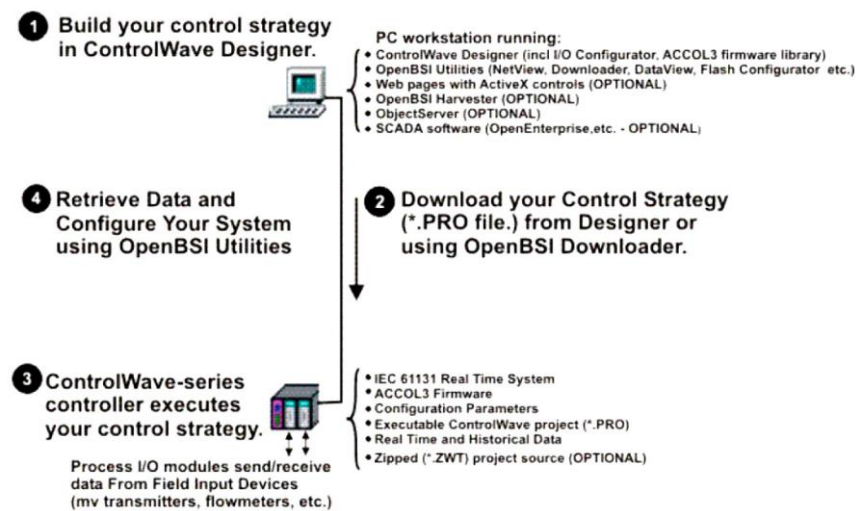 1 Build your control strategy
in ControlWave Designer.
PC workstation running:
• ControlWave Designer (incl I/O Configurator, ACCOL3 firmware library)
• OpenBSI Utilities (NetView, Downloader, DataView, Flash Configurator etc.)
• Web pages with ActiveX controls (OPTIONAL)
• OpenBSI Harvester (OPTIONAL)
• ObjectServer (OPTIONAL)
• SCADA software (OpenEnterprise,etc. - OPTIONAL)
4 Retrieve Data and
Configure Your System
using OpenBSI Utilities
2 Download your Control Strategy
(*.PRO file.) from Designer or
using OpenBSI Downloader.
3 ControlWave-series
controller executes
your control strategy.
• IEC 61131 Real Time System
• ACCOL3 Firmware
• Configuration Parameters
• Executable ControlWave project (*.PRO)
• Real Time and Historical Data
• Zipped (*.ZWT) project source (OPTIONAL)
Process I/O modules send/receive
data From Field Input Devices
(mv transmitters, flowmeters, etc.)